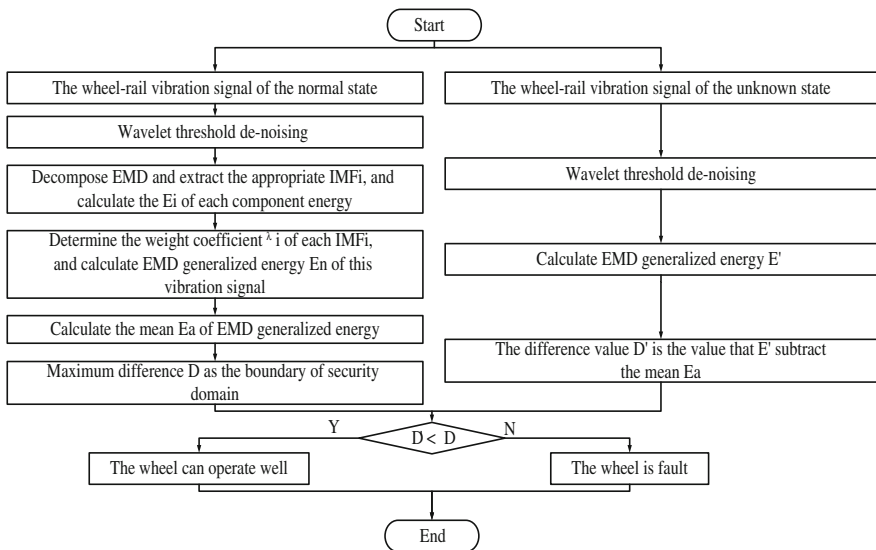 Start
The wheel-rail vibration signal of the normal state
Wavelet threshold de-noising
Decompose EMD and extract the appropriate IMFi, and
calculate the Ei of each component energy
Determine the weight coefficient λ i of each IMFi,
and calculate EMD generalized energy En of this
vibration signal
Calculate the mean Ea of EMD generalized energy
Maximum difference D as the boundary of security
domain
The wheel-rail vibration signal of the unknown state
Wavelet threshold de-noising
Calculate EMD generalized energy E'
The difference value D' is the value that E' subtract
the mean Ea
Y
D'< D
N
The wheel can operate well
The wheel is fault
End